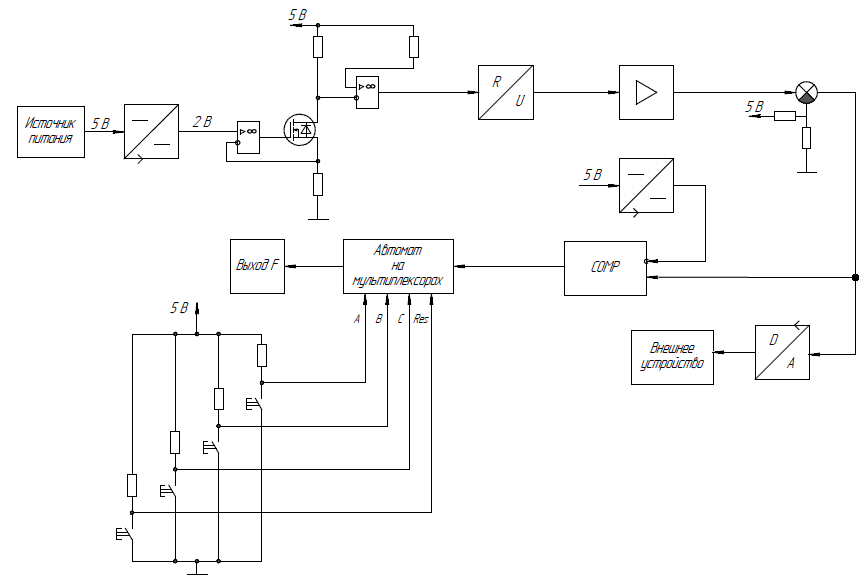 5 В
▷∞
R
U
5 В
Источник
питания
5 В
2 В
▷∞
5 В
Выход F
Автомат
на
мультиплексорах
COMP
5 В
A
B
C
Res
Внешнее
устройство
D
A